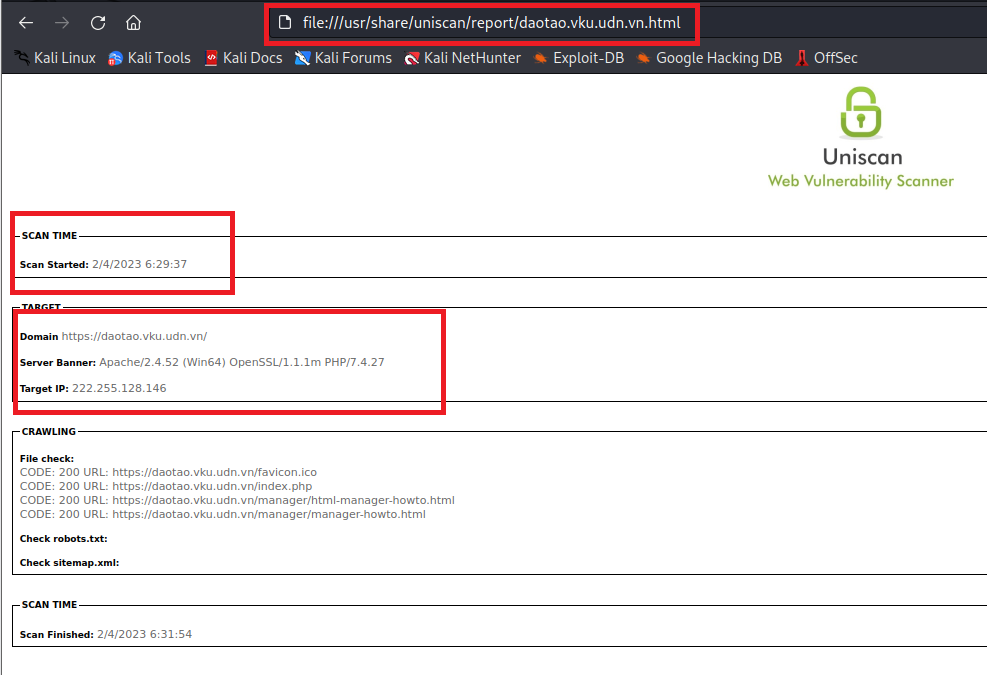 file:///usr/share/uniscan/report/daotao.vku.udn.vn.html
Kali Linux Kali Tools Kali Docs Kali Forums Kali NetHunter Exploit-DB Google Hacking DB OffSec
Uniscan
Web Vulnerability Scanner
SCAN TIME
Scan Started: 2/4/2023 6:29:37
TARGET
Domain https://daotao.vku.udn.vn/
Server Banner: Apache/2.4.52 (Win64) OpenSSL/1.1.1m PHP/7.4.27
Target IP: 222.255.128.146
CRAWLING
File check:
CODE: 200 URL: https://daotao.vku.udn.vn/favicon.ico
CODE: 200 URL: https://daotao.vku.udn.vn/index.php
CODE: 200 URL: https://daotao.vku.udn.vn/manager/html-manager-howto.html
CODE: 200 URL: https://daotao.vku.udn.vn/manager/manager-howto.html
Check robots.txt:
Check sitemap.xml:
SCAN TIME
Scan Finished: 2/4/2023 6:31:54